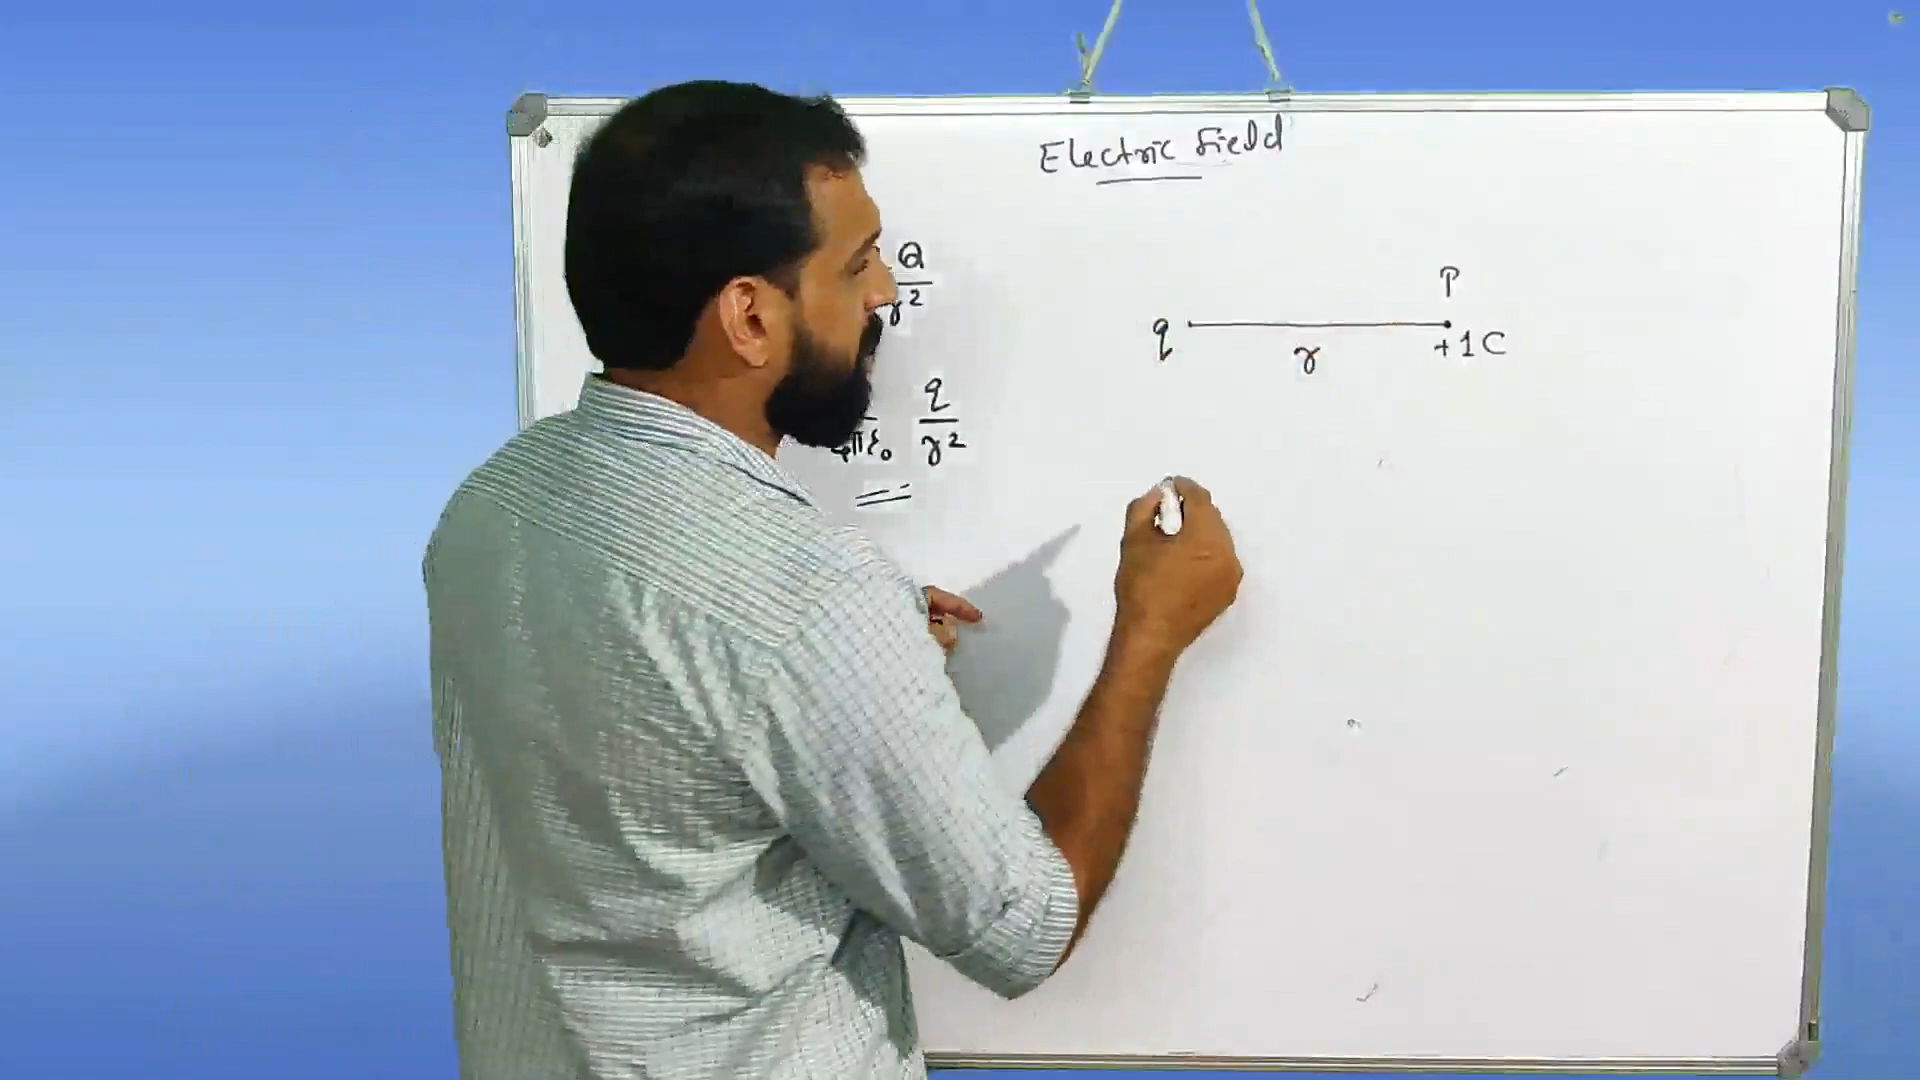 Electric Field
Q
r²
P
q
r
+1C
q
4πε₀ r²